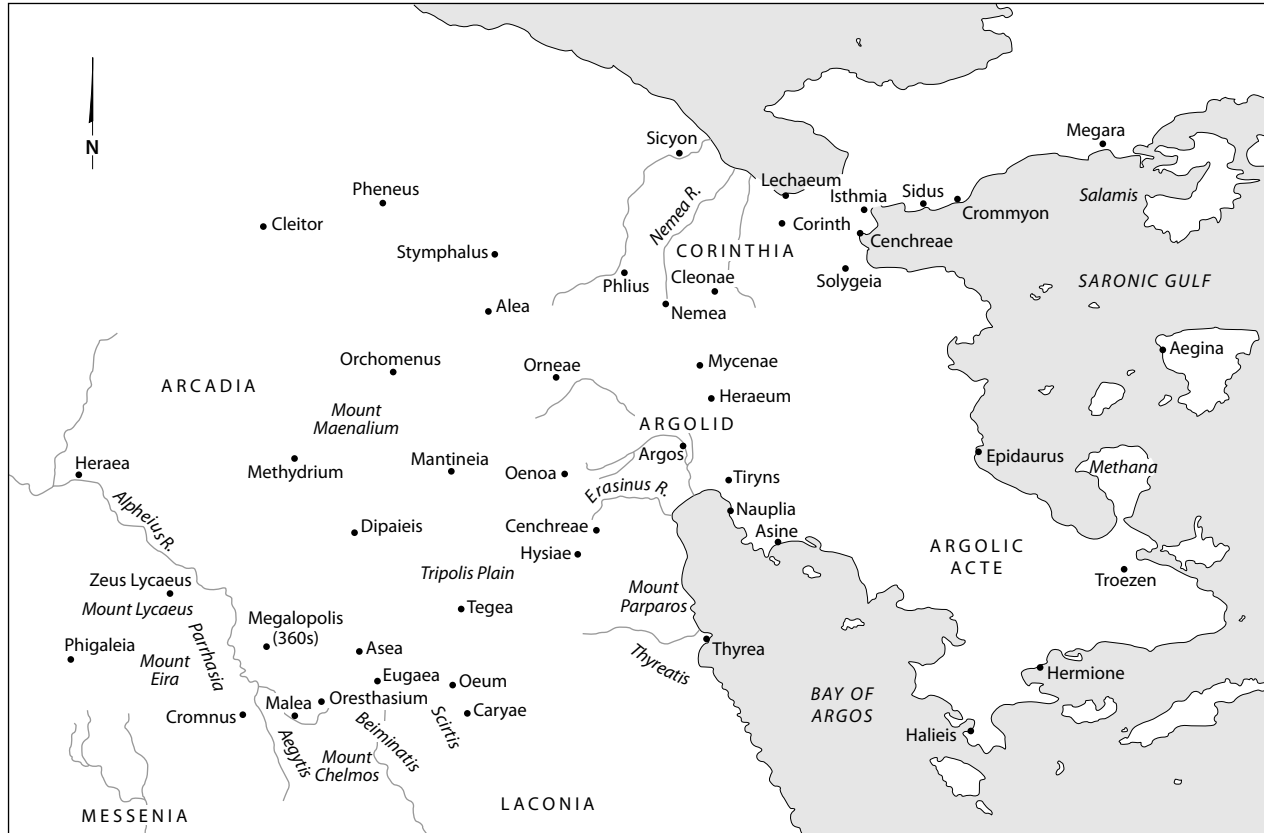 Megara
Sicyon
N
Salamis
Pheneus
Lechaeum
Isthmia
Sidus
Crommyon
Nemea R.
Cleitor
Corinth
Cenchreae
CORINTHIA
Stymphalus
Phlius
Cleonae
Solygeia
SARONIC GULF
Alea
Nemea
Aegina
Orchomenus
Orneae
Mycenae
ARCADIA
Heraeum
Mount
Maenalium
ARGOLID
Argos
Epidaurus
Methana
Heraea
Methydrium
Mantineia
Oenoa
Tiryns
Erasinus R.
Nauplia
Alpheius R.
Dipaieis
Cenchreae
Asine
Hysiae
ARGOLIC
ACTE
Tripolis Plain
Troezen
Zeus Lycaeus
Mount Lycaeus
Mount
Parparos
Tegea
Megalopolis
(360s)
Parrhasia
Phigaleia
Asea
Thyrea
Thyreatis
Mount
Eira
Eugaea
Oeum
Hermione
BAY OF
ARGOS
Malea
Oresthasium
Cromnus
Caryae
Scirtis
Beiminatis
Halieis
Aegytis
Mount
Chelmos
MESSENIA
LACONIA